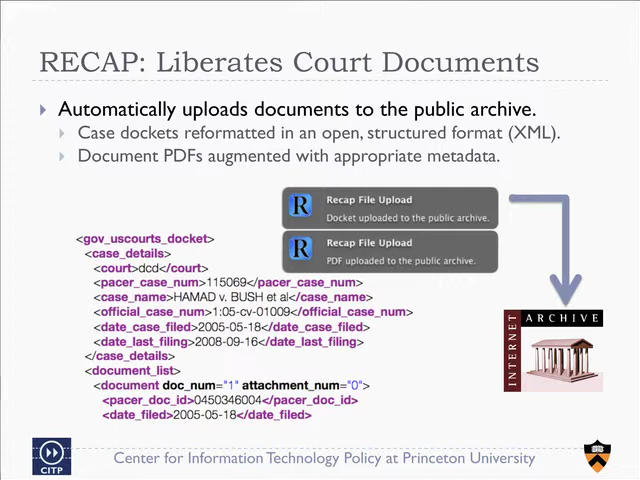 RECAP: Liberates Court Documents
Automatically uploads documents to the public archive.
Case dockets reformatted in an open, structured format (XML).
Document PDFs augmented with appropriate metadata.
R
Recap File Upload
Docket uploaded to the public archive.
R
Recap File Upload
PDF uploaded to the public archive.
<gov_uscourts_docket>
<case_details>
<court>dcd</court>
<pacer_case_num>115069</pacer_case_num>
<case_name>HAMAD v. BUSH et al</case_name>
<official_case_num>1:05-cv-01009</official_case_num>
<date_case_filed>2005-05-18</date_case_filed>
<date_last_filing>2008-09-16</date_last_filing>
</case_details>
<document_list>
<document doc_num="1" attachment_num="0">
<pacer_doc_id>0450346004</pacer_doc_id>
<date_filed>2005-05-18</date_filed>
INTERNET
ARCHIVE
CITP
Center for Information Technology Policy at Princeton University